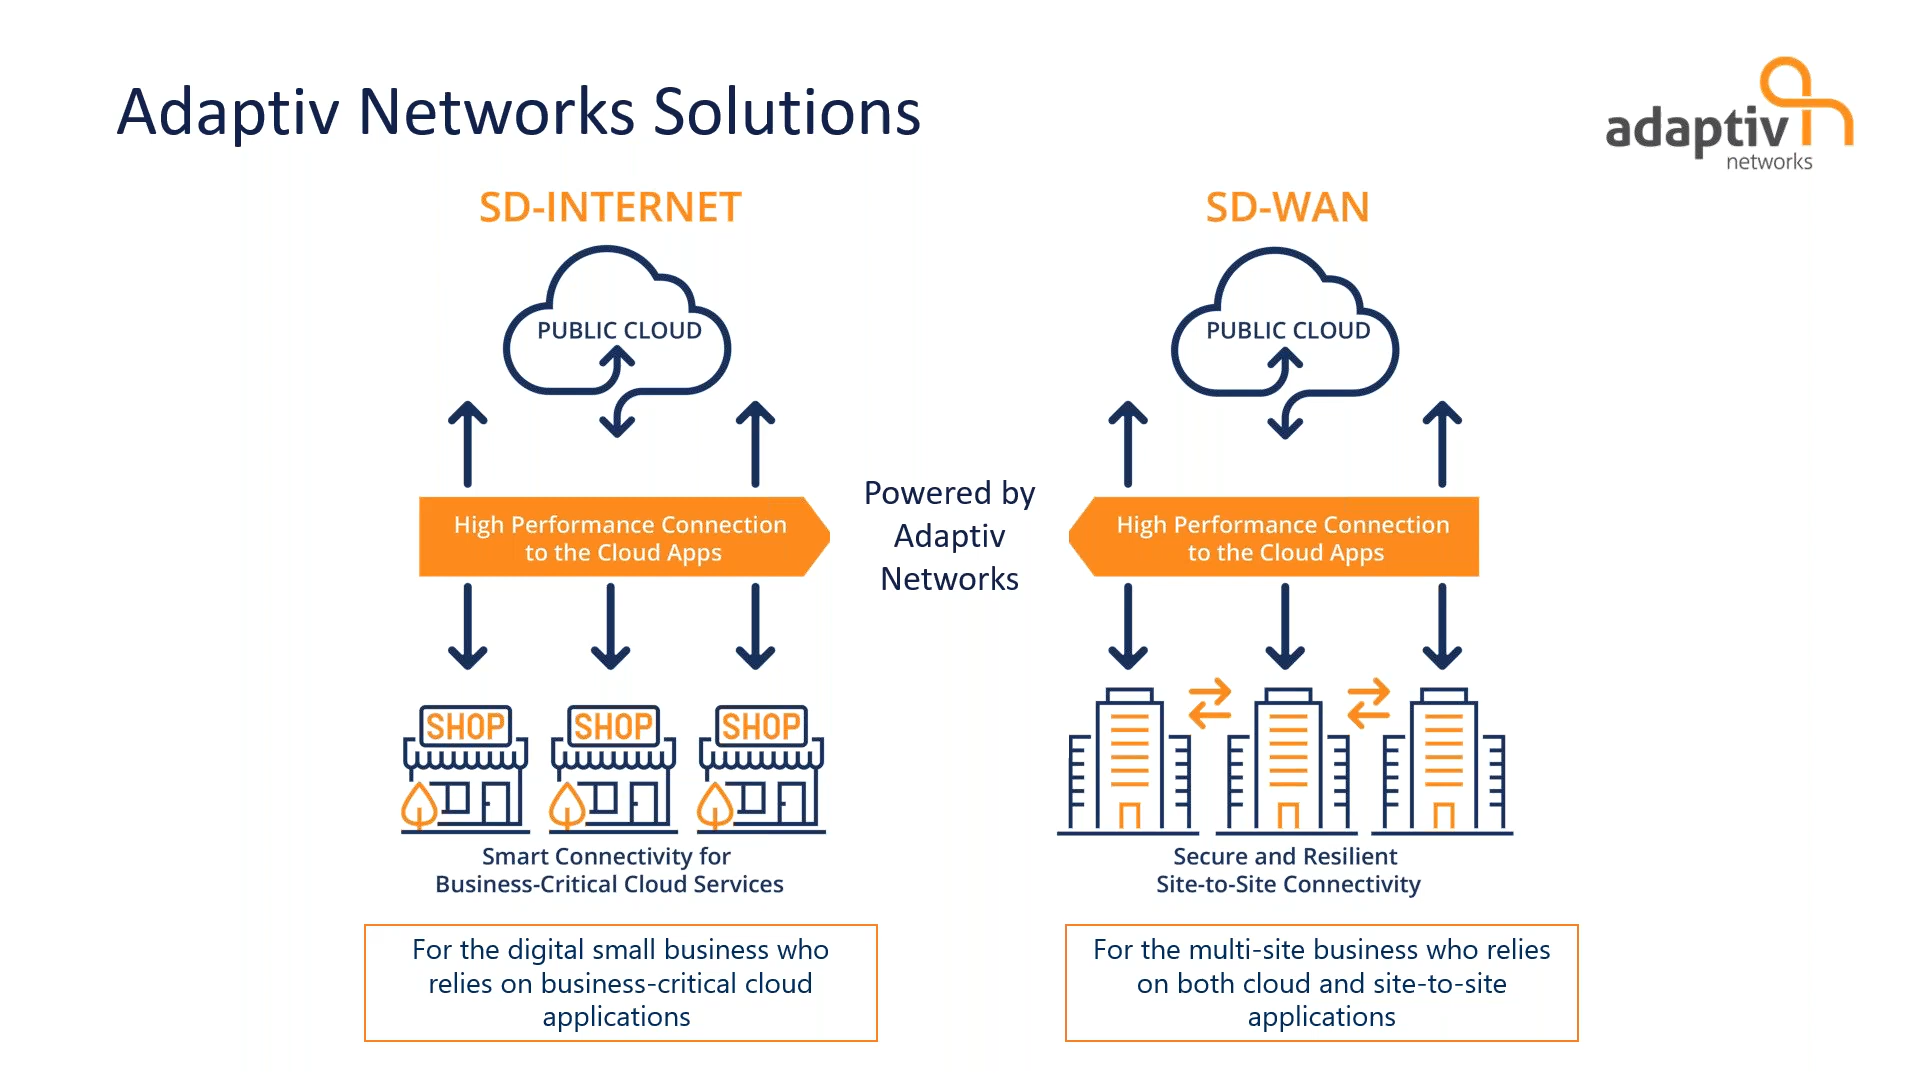 Adaptiv Networks Solutions
adaptiv
networks
SD-INTERNET
PUBLIC CLOUD
High Performance Connection
to the Cloud Apps
SHOP
SHOP
SHOP
Smart Connectivity for
Business-Critical Cloud Services
For the digital small business who
relies on business-critical cloud
applications
Powered by
Adaptiv
Networks
SD-WAN
PUBLIC CLOUD
High Performance Connection
to the Cloud Apps
Secure and Resilient
Site-to-Site Connectivity
For the multi-site business who relies
on both cloud and site-to-site
applications